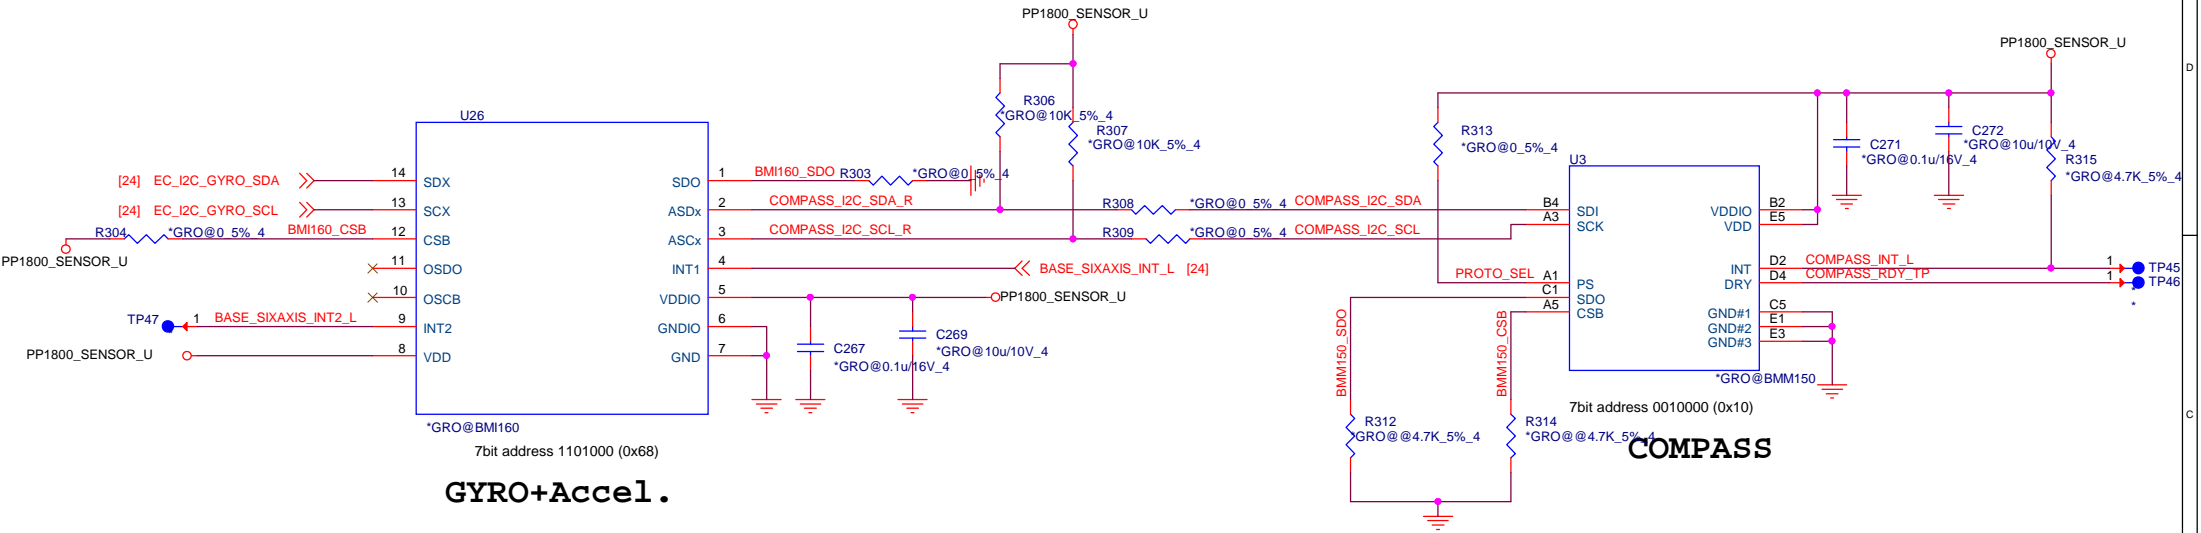 PP1800_SENSOR_U
PP1800_SENSOR_U
D
U26
R306
*GRO@10K_5%_4
R307
*GRO@10K_5%_4
R313
*GRO@0_5%_4
C271
*GRO@0.1u/16V_4
C272
*GRO@10u/10V_4
R315
*GRO@4.7K_5%_4
U3
[24] EC_I2C_GYRO_SDA
14 SDX
SDO 1
BMI160_SDO R303 *GRO@0_5%_4
[24] EC_I2C_GYRO_SCL
13 SCX
ASDx 2
COMPASS_I2C_SDA_R
R308 *GRO@0_5%_4 COMPASS_I2C_SDA
B4 SDI
A3 SCK
VDDIO B2
VDD E5
R304 *GRO@0_5%_4 BMI160_CSB
12 CSB
ASCx 3
COMPASS_I2C_SCL_R
R309 *GRO@0_5%_4 COMPASS_I2C_SCL
PP1800_SENSOR_U
11 OSDO
INT1 4
BASE_SIXAXIS_INT_L [24]
PROTO_SEL A1 PS
INT D2 COMPASS_INT_L 1 TP45
DRY D4 COMPASS_RDY_TP 1 TP46
*
*
10 OSCB
VDDIO 5
PP1800_SENSOR_U
C1 SDO
A5 CSB
GND#1 C5
GND#2 E1
GND#3 E3
TP47 1 BASE_SIXAXIS_INT2_L
9 INT2
GNDIO 6
PP1800_SENSOR_U
8 VDD
GND 7
C267
*GRO@0.1u/16V_4
C269
*GRO@10u/10V_4
BMM150_SDO
BMM150_CSB
*GRO@BMM150
7bit address 0010000 (0x10)
C
R312
*GRO@@4.7K_5%_4
R314
*GRO@@4.7K_5%_4
COMPASS
*GRO@BMI160
7bit address 1101000 (0x68)
GYRO+Accel.